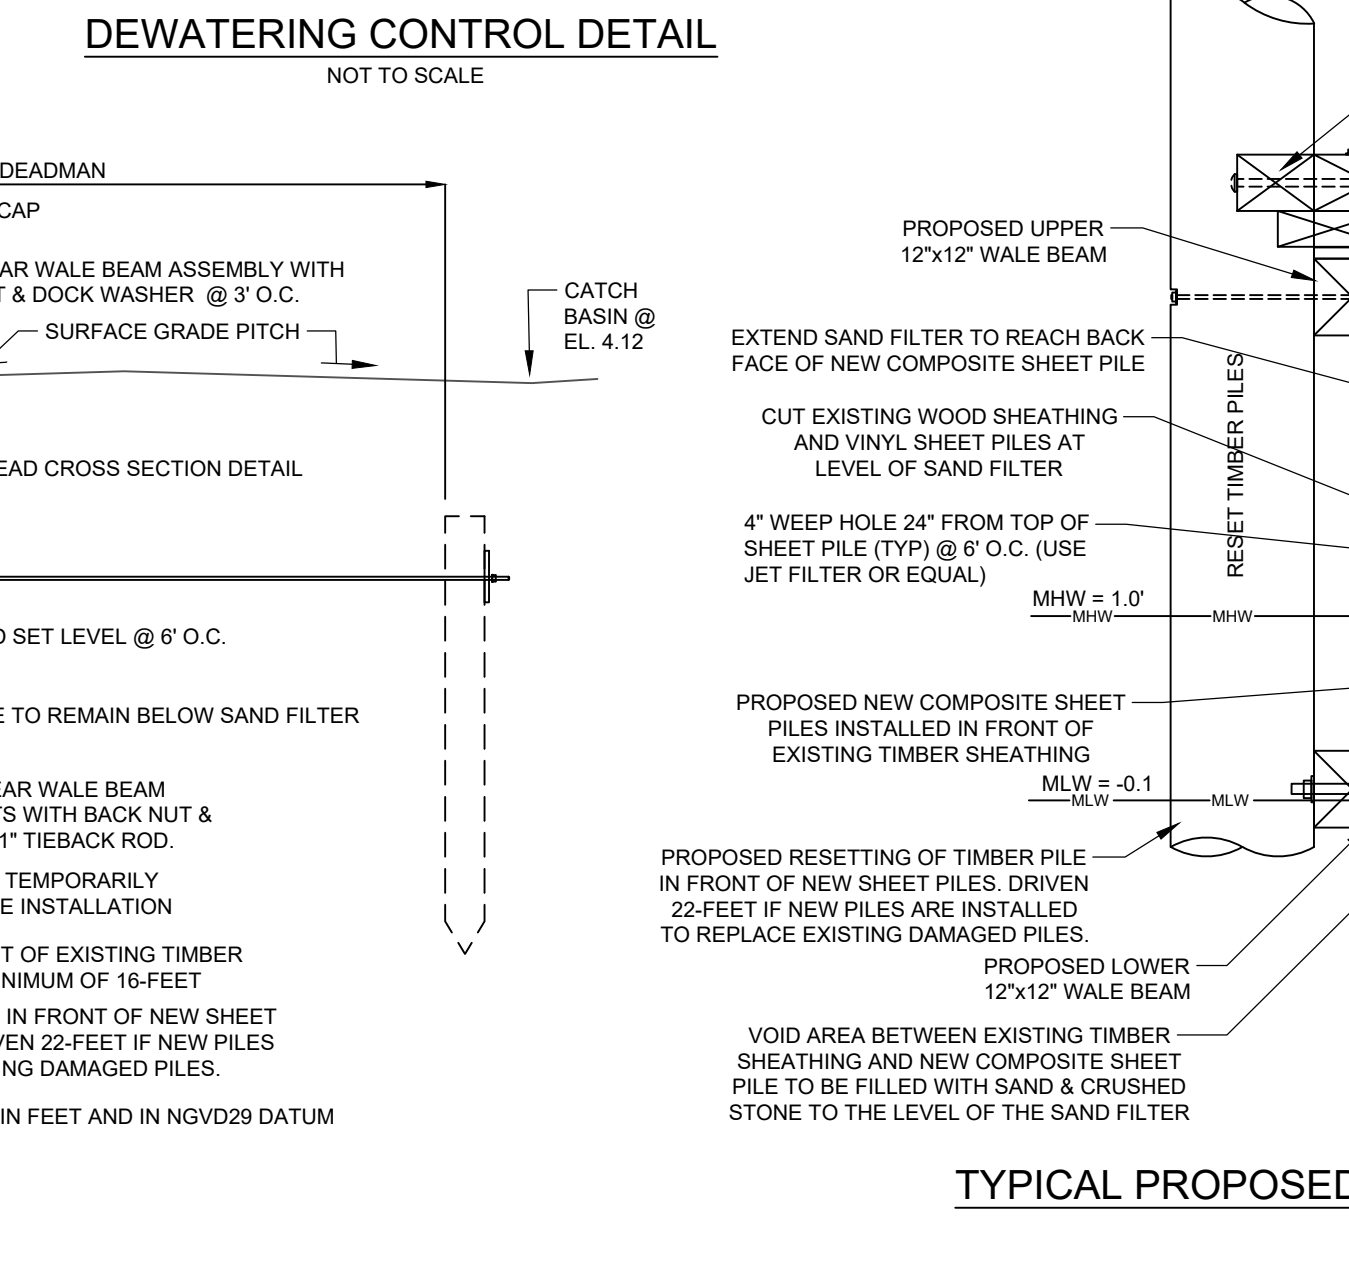 DEWATERING CONTROL DETAIL
NOT TO SCALE
DEADMAN
CAP
AR WALE BEAM ASSEMBLY WITH
T & DOCK WASHER @ 3' O.C.
SURFACE GRADE PITCH
CATCH
BASIN @
EL. 4.12
EAD CROSS SECTION DETAIL
D SET LEVEL @ 6' O.C.
E TO REMAIN BELOW SAND FILTER
EAR WALE BEAM
TS WITH BACK NUT &
1" TIEBACK ROD.
TEMPORARILY
E INSTALLATION
T OF EXISTING TIMBER
NIMUM OF 16-FEET
IN FRONT OF NEW SHEET
VEN 22-FEET IF NEW PILES
NG DAMAGED PILES.
IN FEET AND IN NGVD29 DATUM
PROPOSED UPPER
12"x12" WALE BEAM
EXTEND SAND FILTER TO REACH BACK
FACE OF NEW COMPOSITE SHEET PILE
CUT EXISTING WOOD SHEATHING
AND VINYL SHEET PILES AT
LEVEL OF SAND FILTER
4" WEEP HOLE 24" FROM TOP OF
SHEET PILE (TYP) @ 6' O.C. (USE
JET FILTER OR EQUAL)
RESET TIMBER PILES
MHW = 1.0'
MHW MHW
PROPOSED NEW COMPOSITE SHEET
PILES INSTALLED IN FRONT OF
EXISTING TIMBER SHEATHING
MLW = -0.1
MLW MLW
PROPOSED RESETTING OF TIMBER PILE
IN FRONT OF NEW SHEET PILES. DRIVEN
22-FEET IF NEW PILES ARE INSTALLED
TO REPLACE EXISTING DAMAGED PILES.
PROPOSED LOWER
12"x12" WALE BEAM
VOID AREA BETWEEN EXISTING TIMBER
SHEATHING AND NEW COMPOSITE SHEET
PILE TO BE FILLED WITH SAND & CRUSHED
STONE TO THE LEVEL OF THE SAND FILTER
TYPICAL PROPOSED